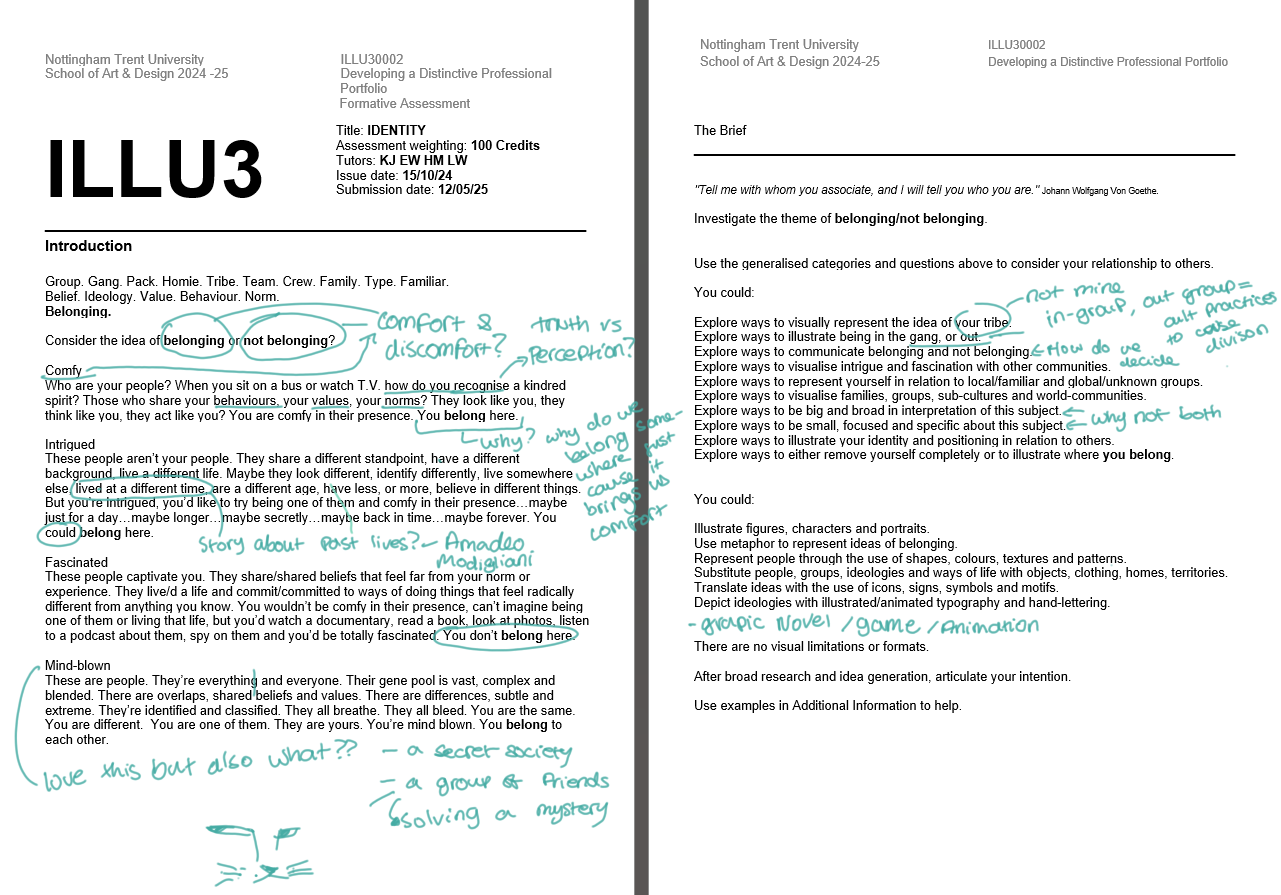 Nottingham Trent University
School of Art & Design 2024 -25
ILLU30002
Developing a Distinctive Professional
Portfolio
Formative Assessment
ILLU3
Title: IDENTITY
Assessment weighting: 100 Credits
Tutors: KJ EW HM LW
Issue date: 15/10/24
Submission date: 12/05/25
Introduction
Group. Gang. Pack. Homie. Tribe. Team. Crew. Family. Type. Familiar.
Belief. Ideology. Value. Behaviour. Norm.
Belonging.
Consider the idea of belonging or not belonging?
comfort &
discomfort?
truth vs
Perception?
Comfy
Who are your people? When you sit on a bus or watch T.V. how do you recognise a kindred
spirit? Those who share your behaviours, your values, your norms? They look like you, they
think like you, they act like you? You are comfy in their presence. You belong here.
why? why do we
belong some-
where just
cause it
brings us
comfort
Intrigued
These people aren't your people. They share a different standpoint, have a different
background, live a different life. Maybe they look different, identify differently, live somewhere
else, lived at a different time, are a different age, have less, or more, believe in different things.
But you're intrigued, you'd like to try being one of them and comfy in their presence…maybe
just for a day…maybe longer…maybe secretly…maybe back in time…maybe forever. You
could belong here.
Story about past lives? - Amadeo
Modigliani
Fascinated
These people captivate you. They share/shared beliefs that feel far from your norm or
experience. They live/d a life and commit/committed to ways of doing things that feel radically
different from anything you know. You wouldn't be comfy in their presence, can't imagine being
one of them or living that life, but you'd watch a documentary, read a book, look at photos, listen
to a podcast about them, spy on them and you'd be totally fascinated. You don't belong here.
Mind-blown
These are people. They're everything and everyone. Their gene pool is vast, complex and
blended. There are overlaps, shared beliefs and values. There are differences, subtle and
extreme. They're identified and classified. They all breathe. They all bleed. You are the same.
You are different. You are one of them. They are yours. You're mind blown. You belong to
each other.
love this but also what??
- a secret society
- a group of friends
solving a mystery
Nottingham Trent University
School of Art & Design 2024-25
ILLU30002
Developing a Distinctive Professional Portfolio
The Brief
"Tell me with whom you associate, and I will tell you who you are." Johann Wolfgang Von Goethe.
Investigate the theme of belonging/not belonging.
Use the generalised categories and questions above to consider your relationship to others.
You could:
not mine
in-group, out group =
cult practices
to cause
divison
Explore ways to visually represent the idea of your tribe.
Explore ways to illustrate being in the gang, or out.
Explore ways to communicate belonging and not belonging.
How do we
decide
Explore ways to visualise intrigue and fascination with other communities.
Explore ways to represent yourself in relation to local/familiar and global/unknown groups.
Explore ways to visualise families, groups, sub-cultures and world-communities.
Explore ways to be big and broad in interpretation of this subject.
Explore ways to be small, focused and specific about this subject.
why not both
Explore ways to illustrate your identity and positioning in relation to others.
Explore ways to either remove yourself completely or to illustrate where you belong.
You could:
Illustrate figures, characters and portraits.
Use metaphor to represent ideas of belonging.
Represent people through the use of shapes, colours, textures and patterns.
Substitute people, groups, ideologies and ways of life with objects, clothing, homes, territories.
Translate ideas with the use of icons, signs, symbols and motifs.
Depict ideologies with illustrated/animated typography and hand-lettering.
- grapic Novel / game / Animation
There are no visual limitations or formats.
After broad research and idea generation, articulate your intention.
Use examples in Additional Information to help.